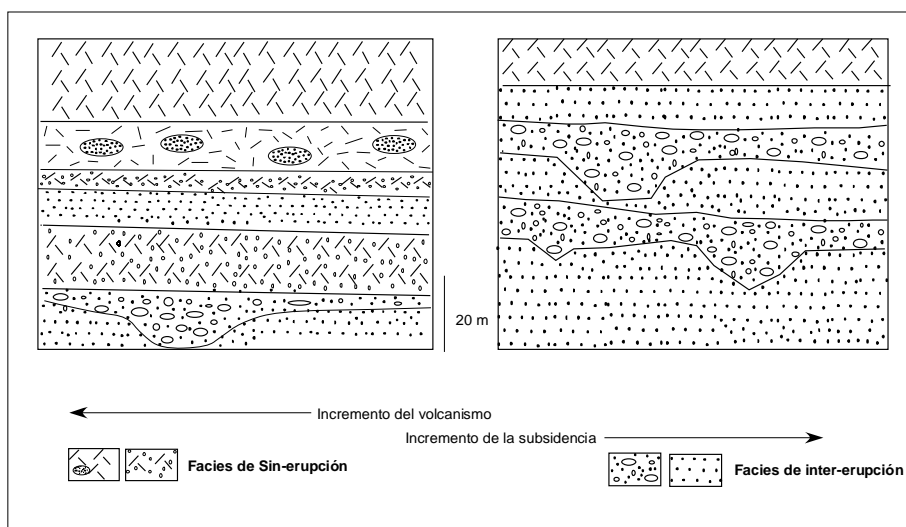 20 m
Incremento del volcanismo
Incremento de la subsidencia
Facies de Sin-erupción
Facies de inter-erupción